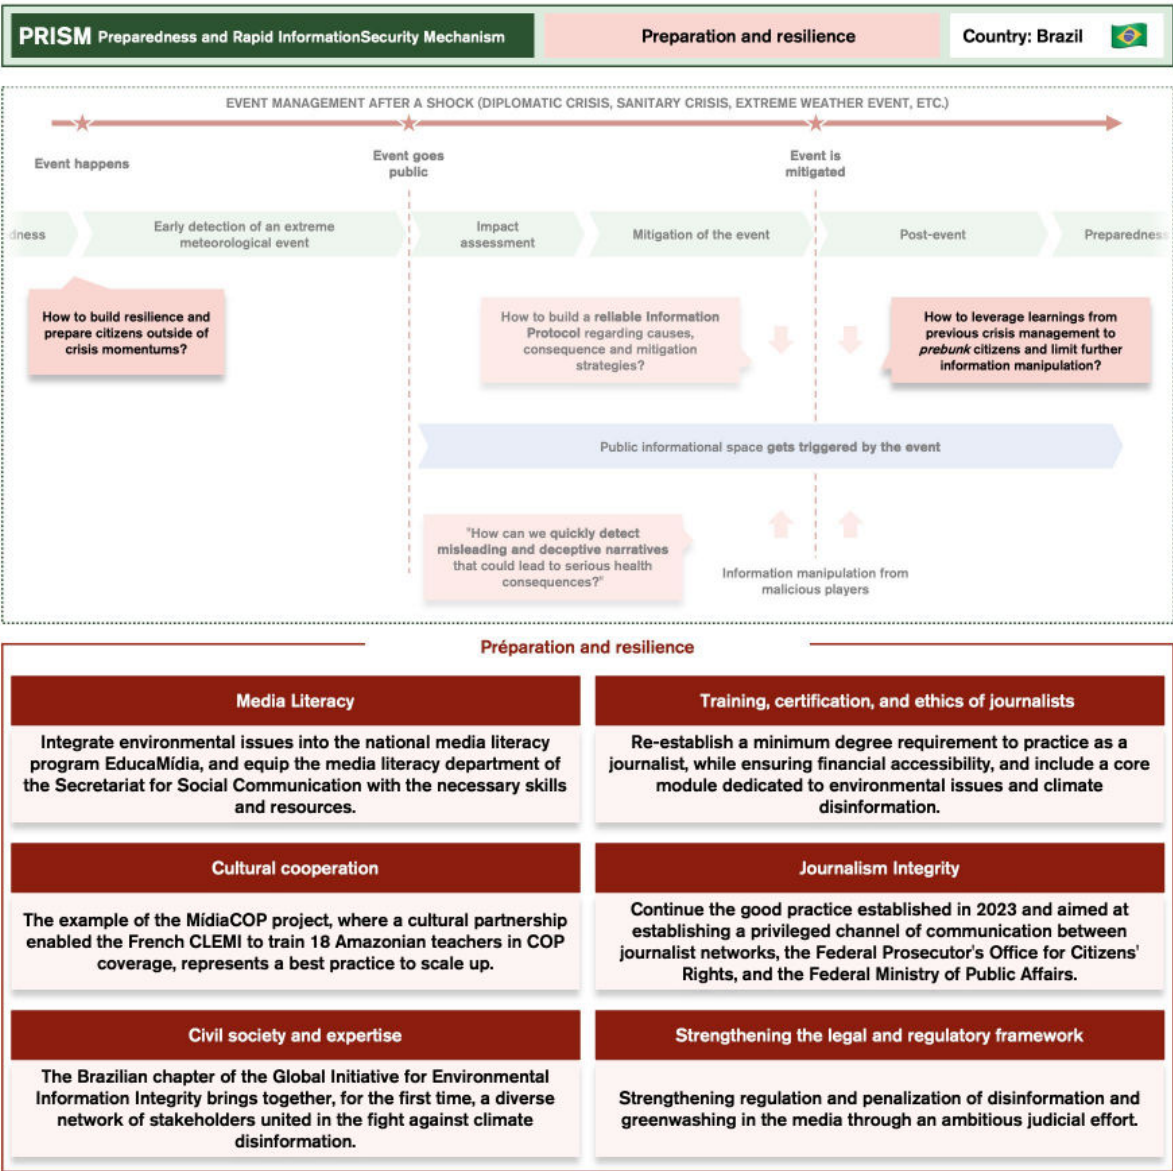 PRISM Preparedness and Rapid InformationSecurity Mechanism
Preparation and resilience
Country: Brazil
EVENT MANAGEMENT AFTER A SHOCK (DIPLOMATIC CRISIS, SANITARY CRISIS, EXTREME WEATHER EVENT, ETC.)
Event happens
Event goes
public
Event is
mitigated
dness
Early detection of an extreme
meteorological event
Impact
assessment
Mitigation of the event
Post-event
Preparedness
How to build resilience and
prepare citizens outside of
crisis momentums?
How to build a reliable Information
Protocol regarding causes,
consequence and mitigation
strategies?
How to leverage learnings from
previous crisis management to
prebunk citizens and limit further
information manipulation?
Public informational space gets triggered by the event
"How can we quickly detect
misleading and deceptive narratives
that could lead to serious health
consequences?"
Information manipulation from
malicious players
Préparation and resilience
Media Literacy
Integrate environmental issues into the national media literacy
program EducaMídia, and equip the media literacy department of
the Secretariat for Social Communication with the necessary skills
and resources.
Training, certification, and ethics of journalists
Re-establish a minimum degree requirement to practice as a
journalist, while ensuring financial accessibility, and include a core
module dedicated to environmental issues and climate
disinformation.
Cultural cooperation
The example of the MídiaCOP project, where a cultural partnership
enabled the French CLEMI to train 18 Amazonian teachers in COP
coverage, represents a best practice to scale up.
Journalism Integrity
Continue the good practice established in 2023 and aimed at
establishing a privileged channel of communication between
journalist networks, the Federal Prosecutor's Office for Citizens'
Rights, and the Federal Ministry of Public Affairs.
Civil society and expertise
The Brazilian chapter of the Global Initiative for Environmental
Information Integrity brings together, for the first time, a diverse
network of stakeholders united in the fight against climate
disinformation.
Strengthening the legal and regulatory framework
Strengthening regulation and penalization of disinformation and
greenwashing in the media through an ambitious judicial effort.